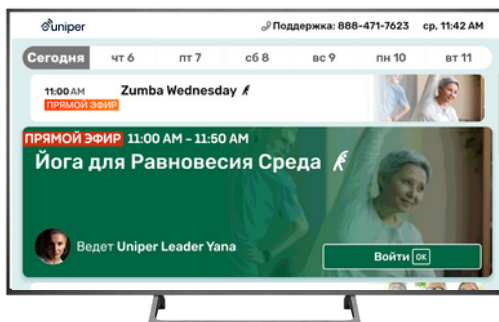 uniper
Поддержка: 888-471-7623 ср, 11:42 AM
Сегодня чт 6 пт 7 сб 8 вс 9 пн 10 вт 11
11:00 AM Zumba Wednesday
ПРЯМОЙ ЭФИР
ПРЯМОЙ ЭФИР 11:00 AM – 11:50 AM
Йога для Равновесия Среда
Ведет Uniper Leader Yana
Войти OK